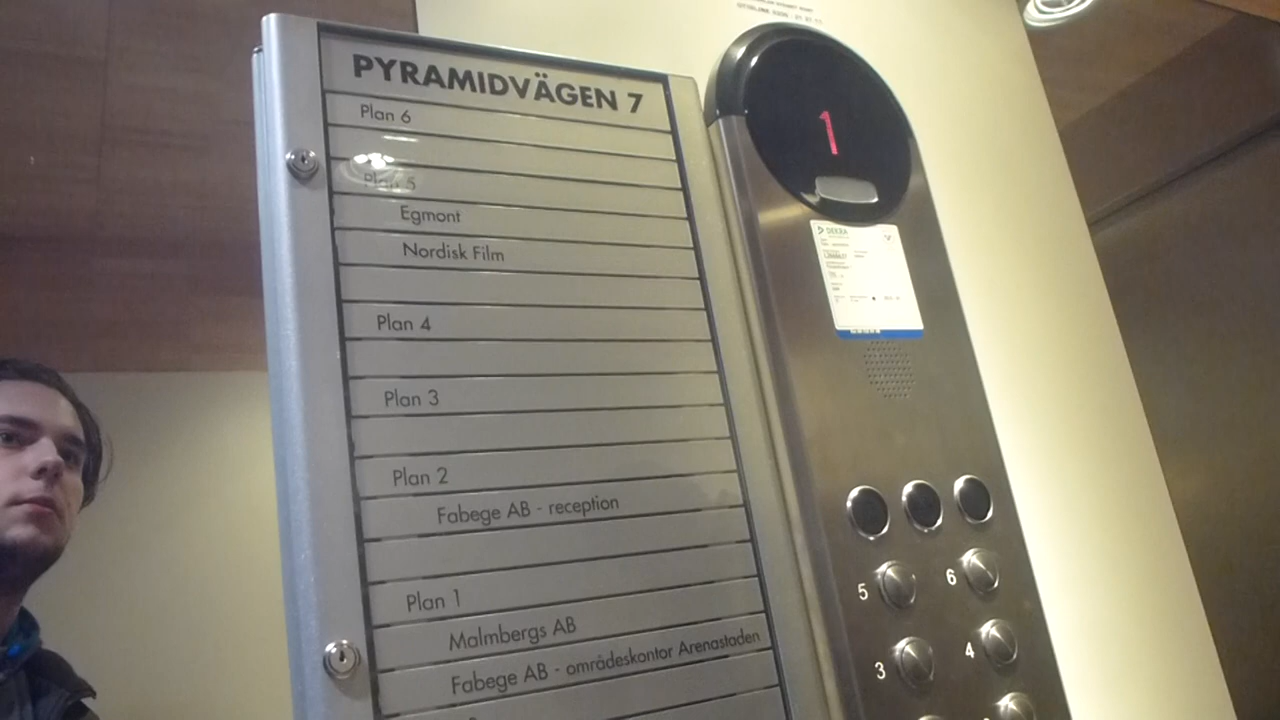 PYRAMIDVÄGEN 7
Plan 6
Plan 5
Egmont
Nordisk Film
Plan 4
Plan 3
Plan 2
Fabege AB - reception
Plan 1
Malmbergs AB
Fabege AB - områdeskontor Arenastaden
1
DEKRA
5
6
3
4